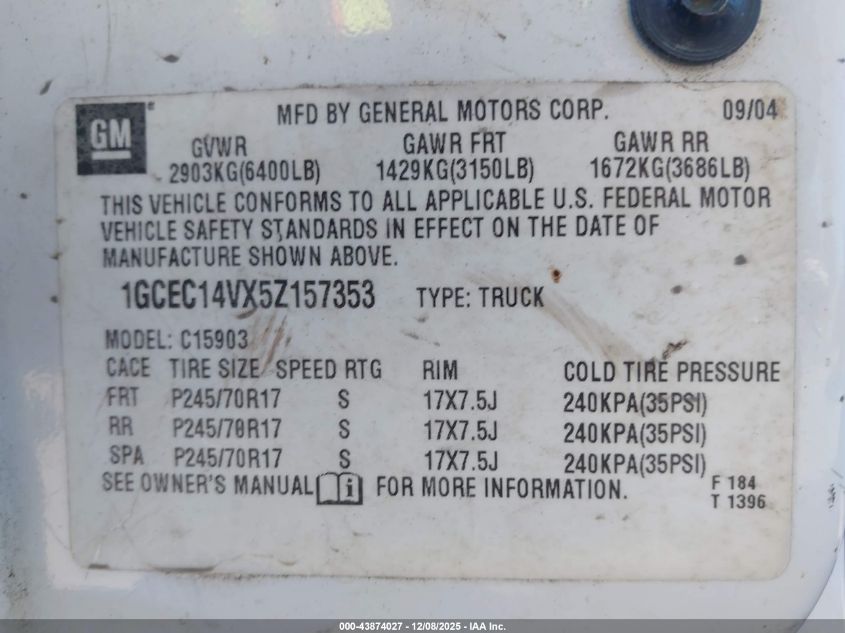 GM MFD BY GENERAL MOTORS CORP. 09/04
GVWR GAWR FRT GAWR RR
2903KG(6400LB) 1429KG(3150LB) 1672KG(3686LB)
THIS VEHICLE CONFORMS TO ALL APPLICABLE U.S. FEDERAL MOTOR
VEHICLE SAFETY STANDARDS IN EFFECT ON THE DATE OF
MANUFACTURE SHOWN ABOVE.
1GCEC14VX5Z157353 TYPE: TRUCK
MODEL: C15903
CACE TIRE SIZE SPEED RTG RIM COLD TIRE PRESSURE
FRT P245/70R17 S 17X7.5J 240KPA(35PSI)
RR P245/70R17 S 17X7.5J 240KPA(35PSI)
SPA P245/70R17 S 17X7.5J 240KPA(35PSI)
SEE OWNER'S MANUAL i FOR MORE INFORMATION. F 184
T 1396
000-43874027 - 12/08/2025 - IAA Inc.